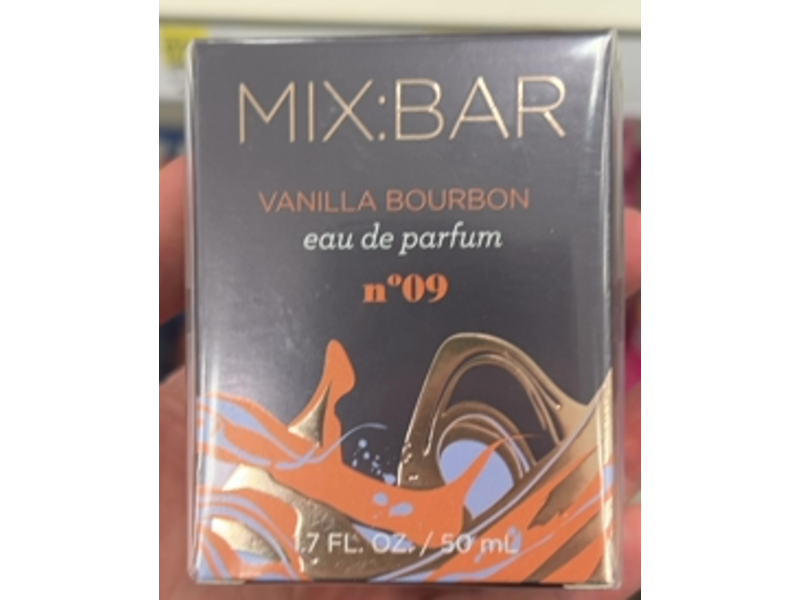 MIX:BAR
VANILLA BOURBON
eau de parfum
nº09
1.7 FL. OZ. / 50 mL